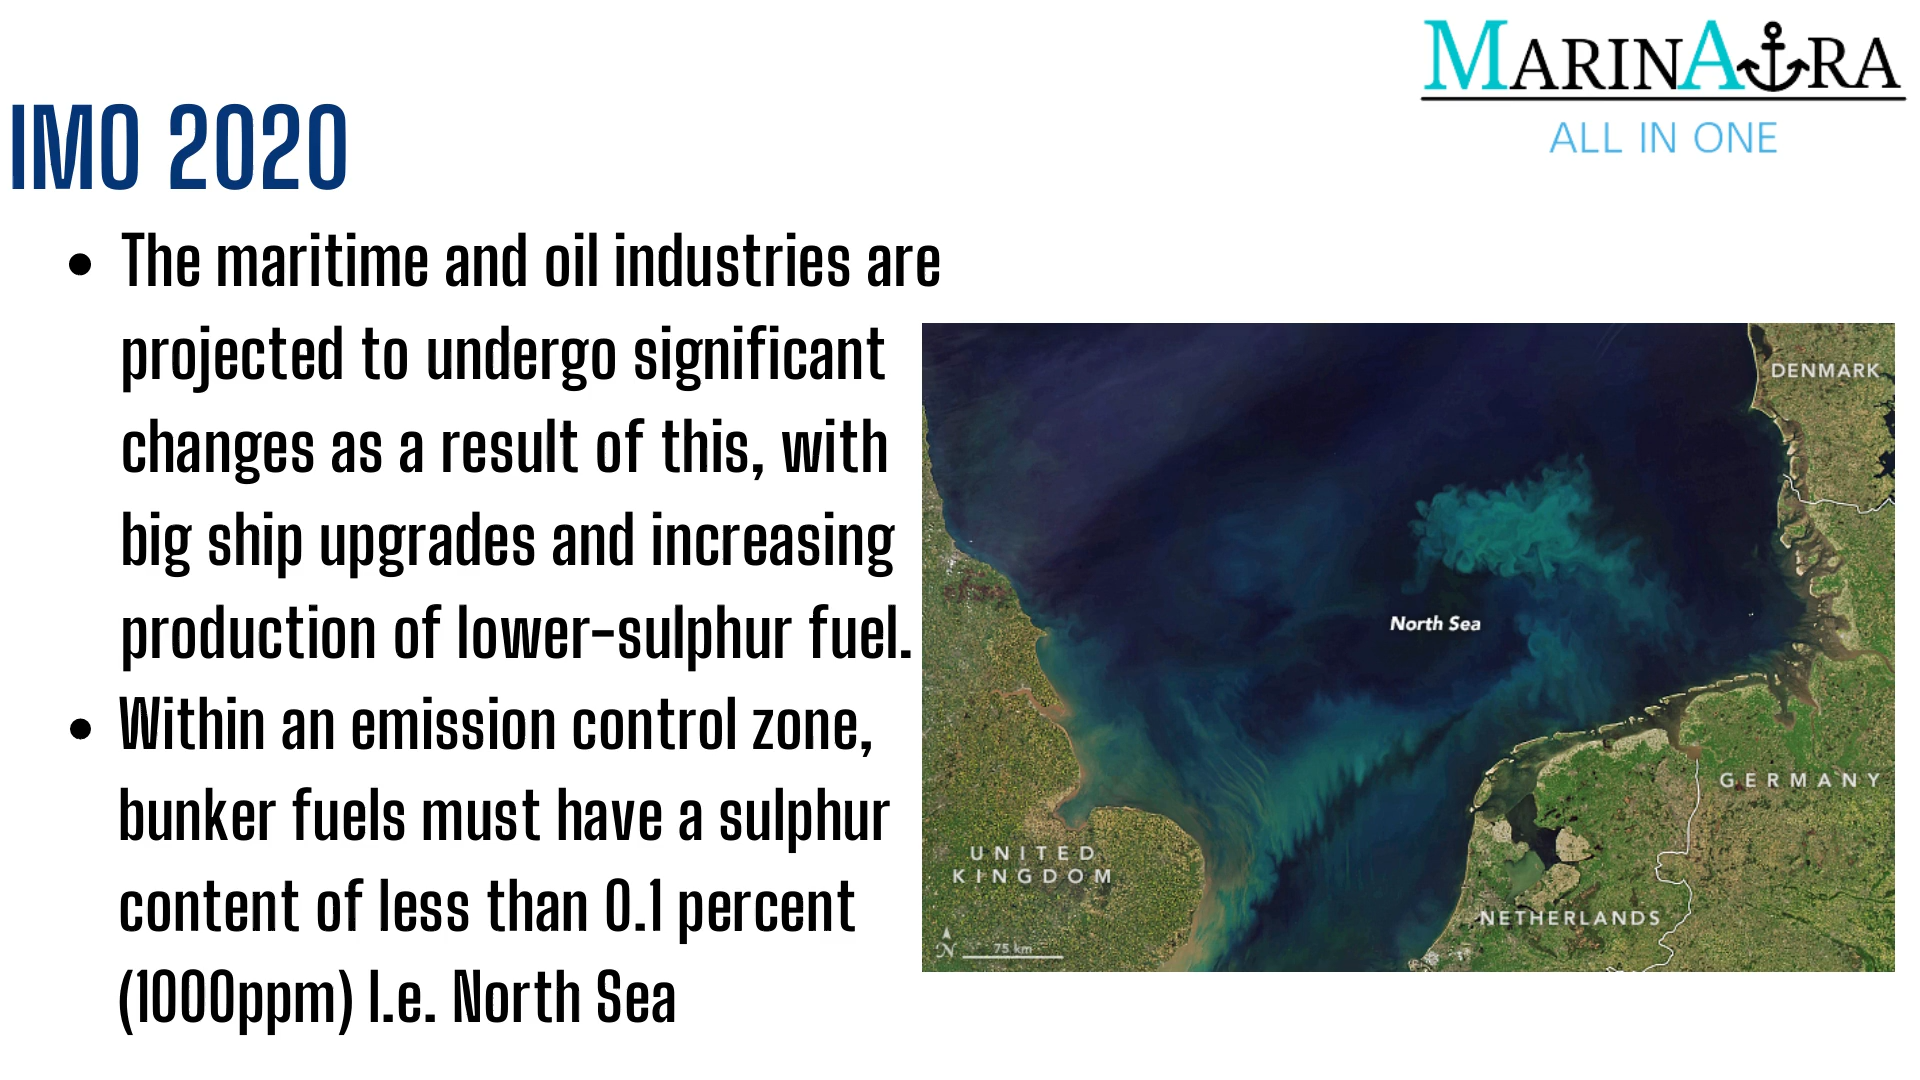 MARINAURA
ALL IN ONE
IMO 2020
• The maritime and oil industries are
projected to undergo significant
changes as a result of this, with
big ship upgrades and increasing
production of lower-sulphur fuel.
• Within an emission control zone,
bunker fuels must have a sulphur
content of less than 0.1 percent
(1000ppm) I.e. North Sea
DENMARK
North Sea
GERMANY
UNITED
KINGDOM
NETHERLANDS
N
75 km